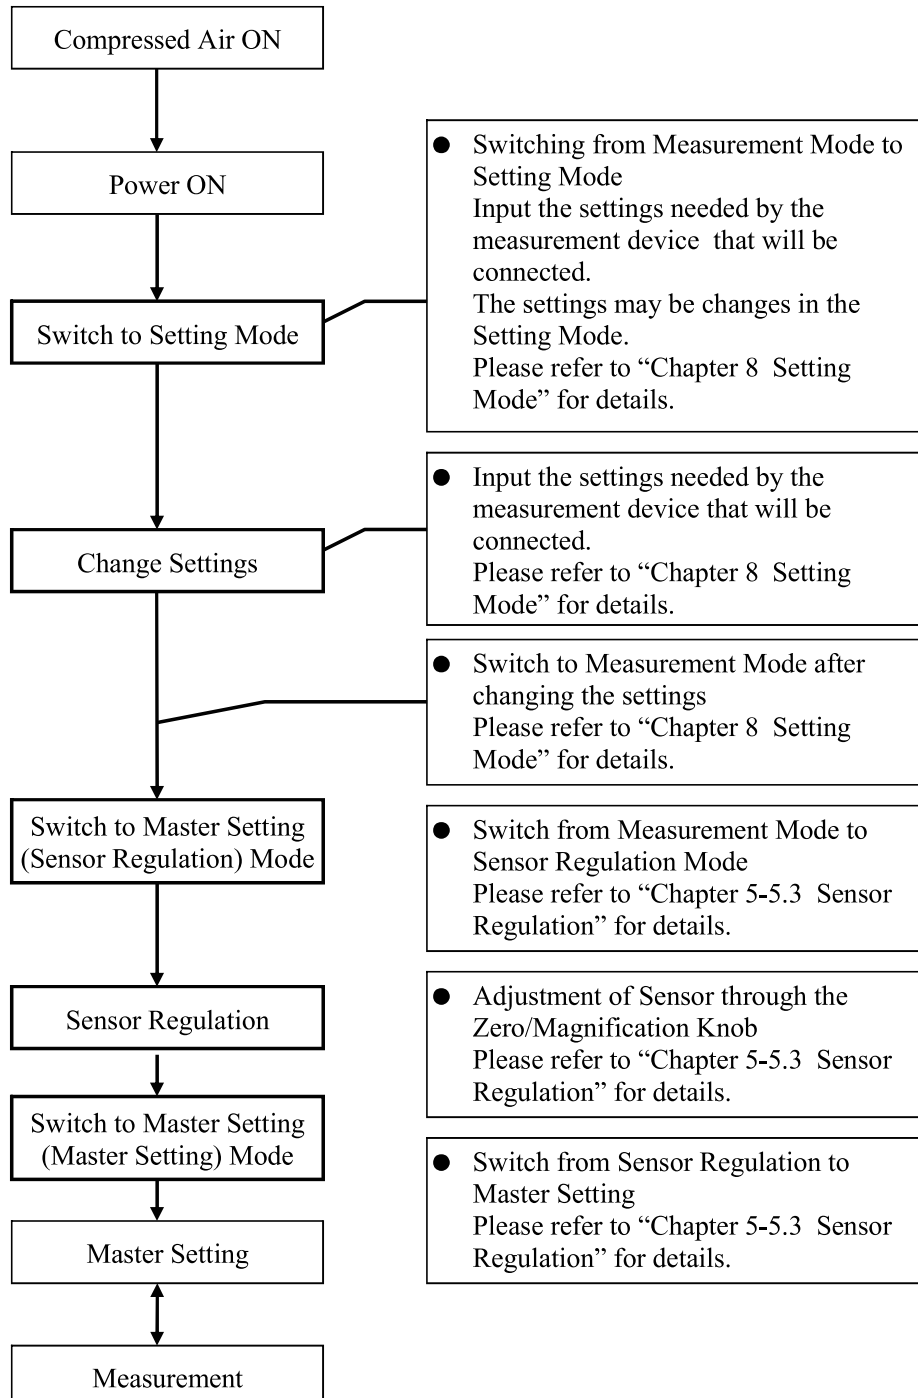 Compressed Air ON
Power ON
Switch to Setting Mode
● Switching from Measurement Mode to
Setting Mode
Input the settings needed by the
measurement device that will be
connected.
The settings may be changes in the
Setting Mode.
Please refer to “Chapter 8 Setting
Mode” for details.
Change Settings
● Input the settings needed by the
measurement device that will be
connected.
Please refer to “Chapter 8 Setting
Mode” for details.
● Switch to Measurement Mode after
changing the settings
Please refer to “Chapter 8 Setting
Mode” for details.
Switch to Master Setting
(Sensor Regulation) Mode
● Switch from Measurement Mode to
Sensor Regulation Mode
Please refer to “Chapter 5-5.3 Sensor
Regulation” for details.
Sensor Regulation
● Adjustment of Sensor through the
Zero/Magnification Knob
Please refer to “Chapter 5-5.3 Sensor
Regulation” for details.
Switch to Master Setting
(Master Setting) Mode
● Switch from Sensor Regulation to
Master Setting
Please refer to “Chapter 5-5.3 Sensor
Regulation” for details.
Master Setting
Measurement